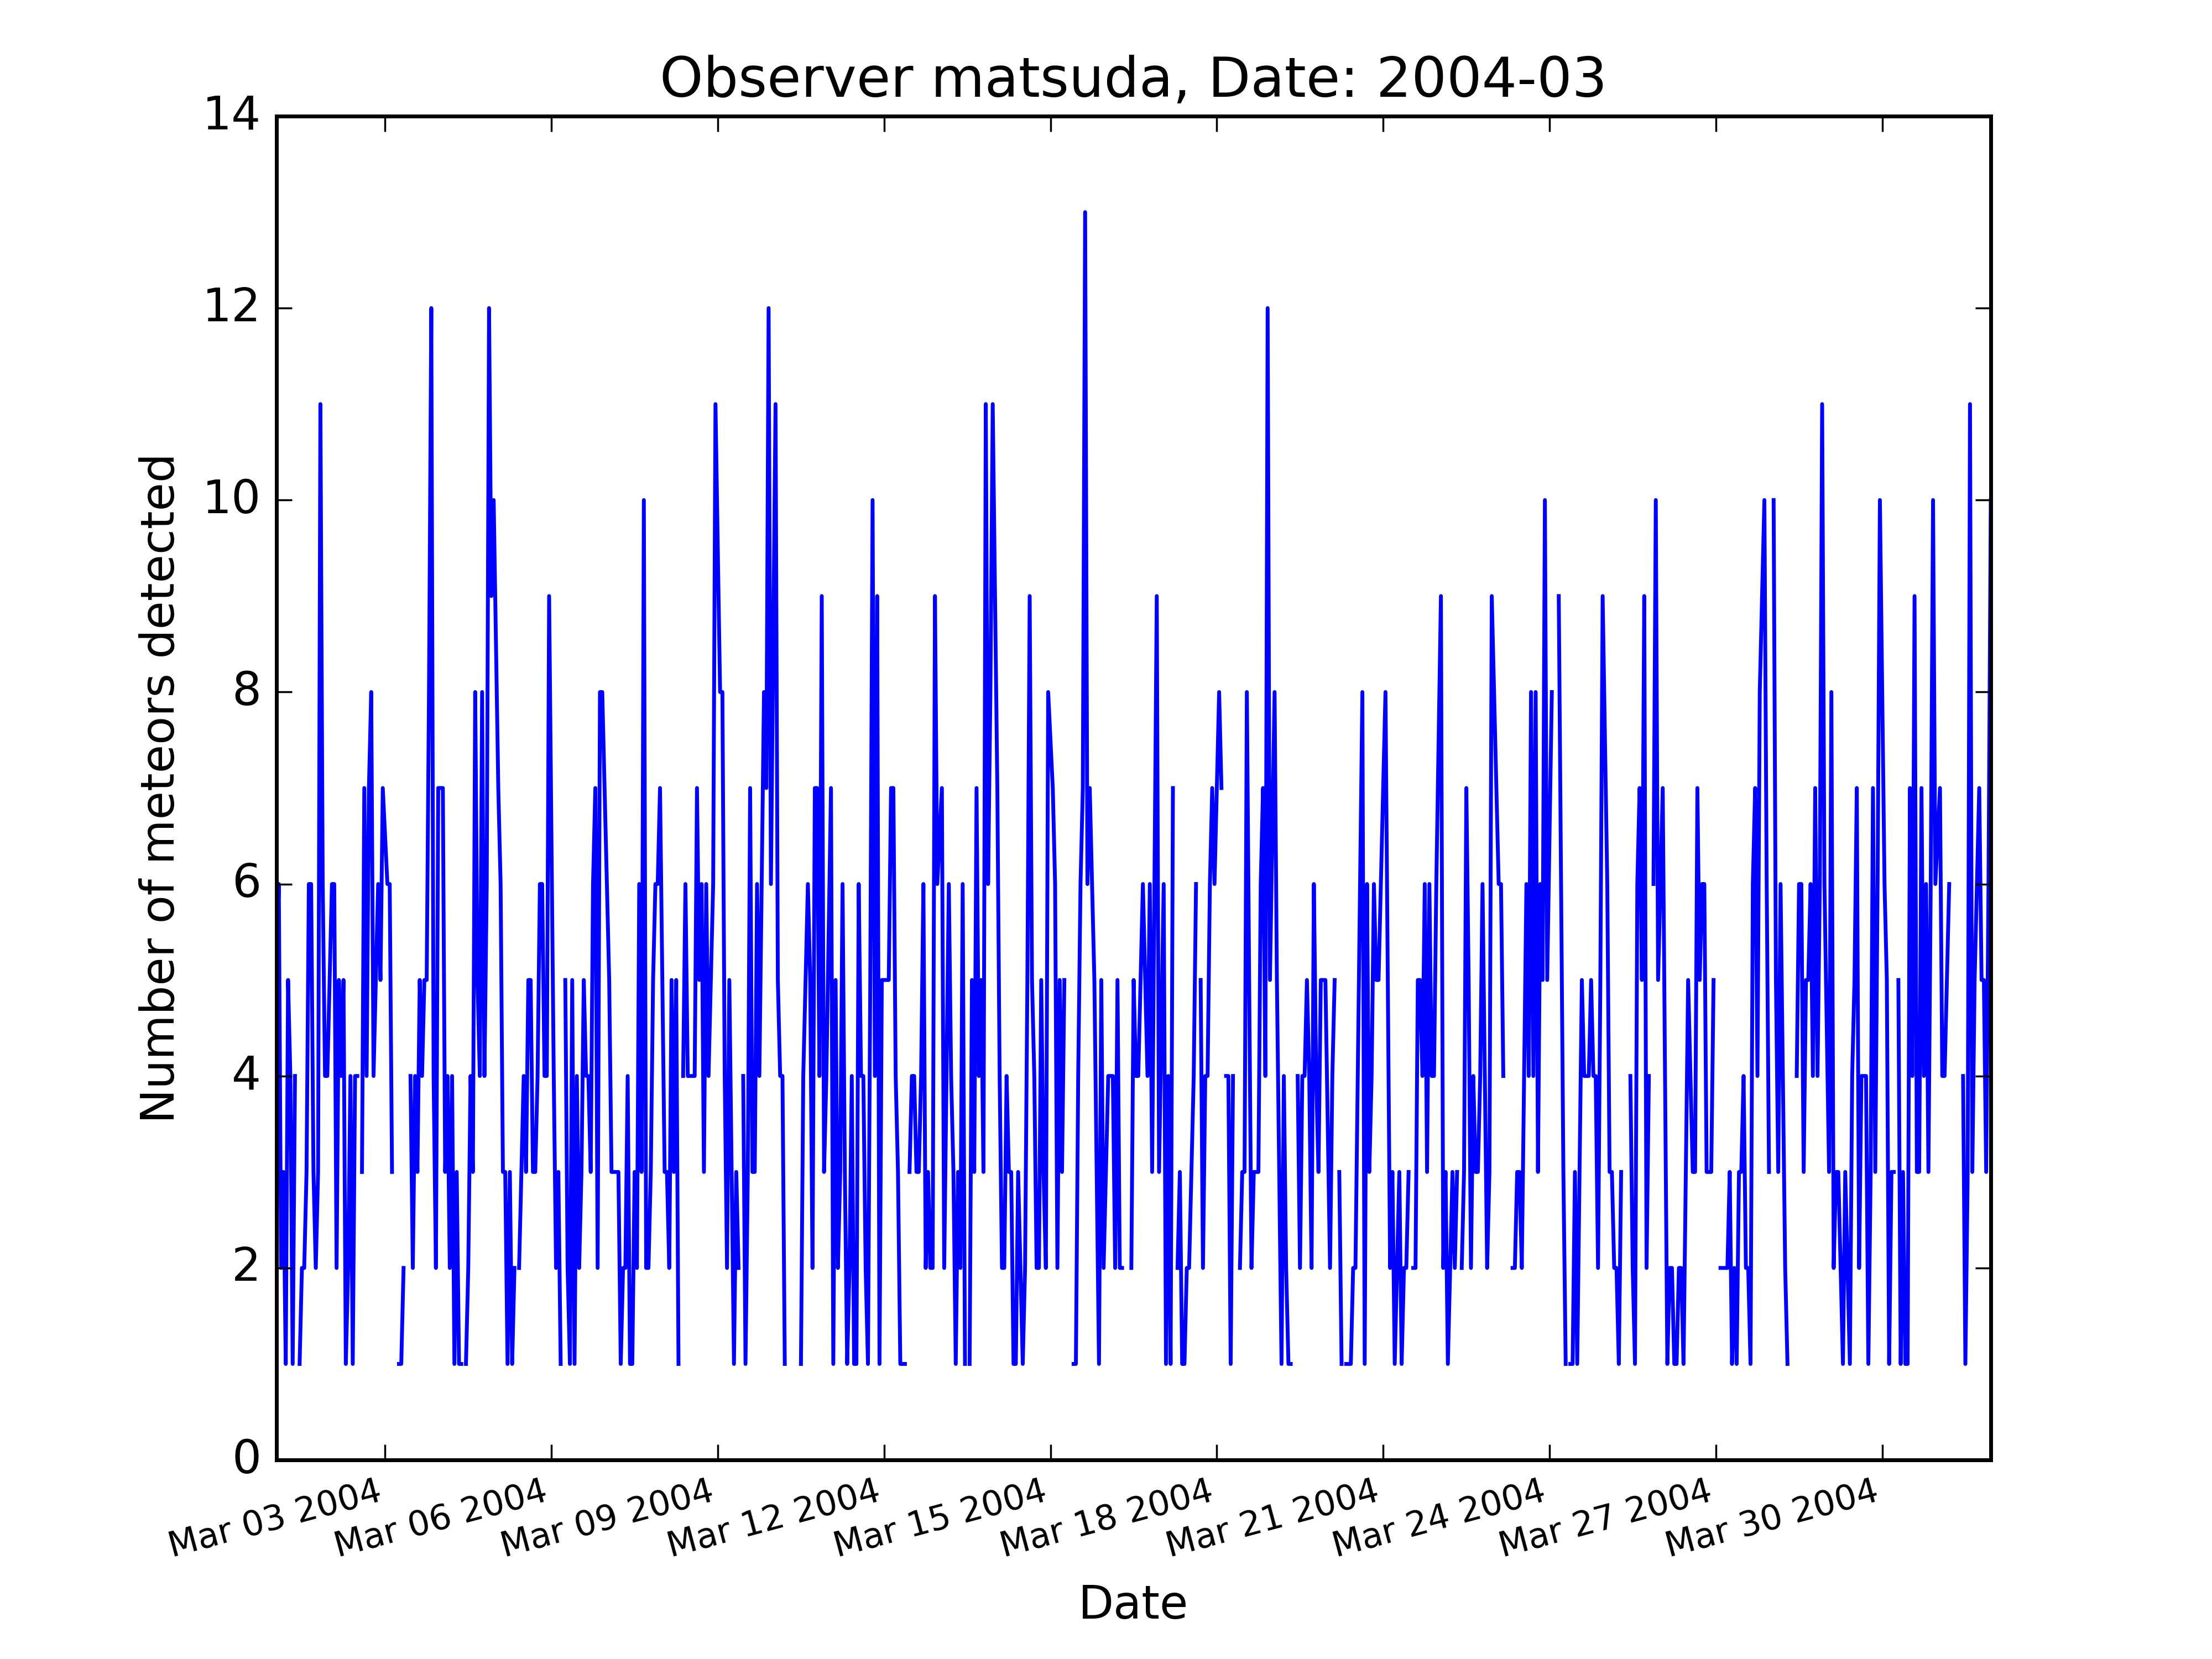 Observer matsuda, Date: 2004-03
14
12
10
8
6
4
2
0
Number of meteors detected
Mar 03 2004
Mar 06 2004
Mar 09 2004
Mar 12 2004
Mar 15 2004
Mar 18 2004
Mar 21 2004
Mar 24 2004
Mar 27 2004
Mar 30 2004
Date